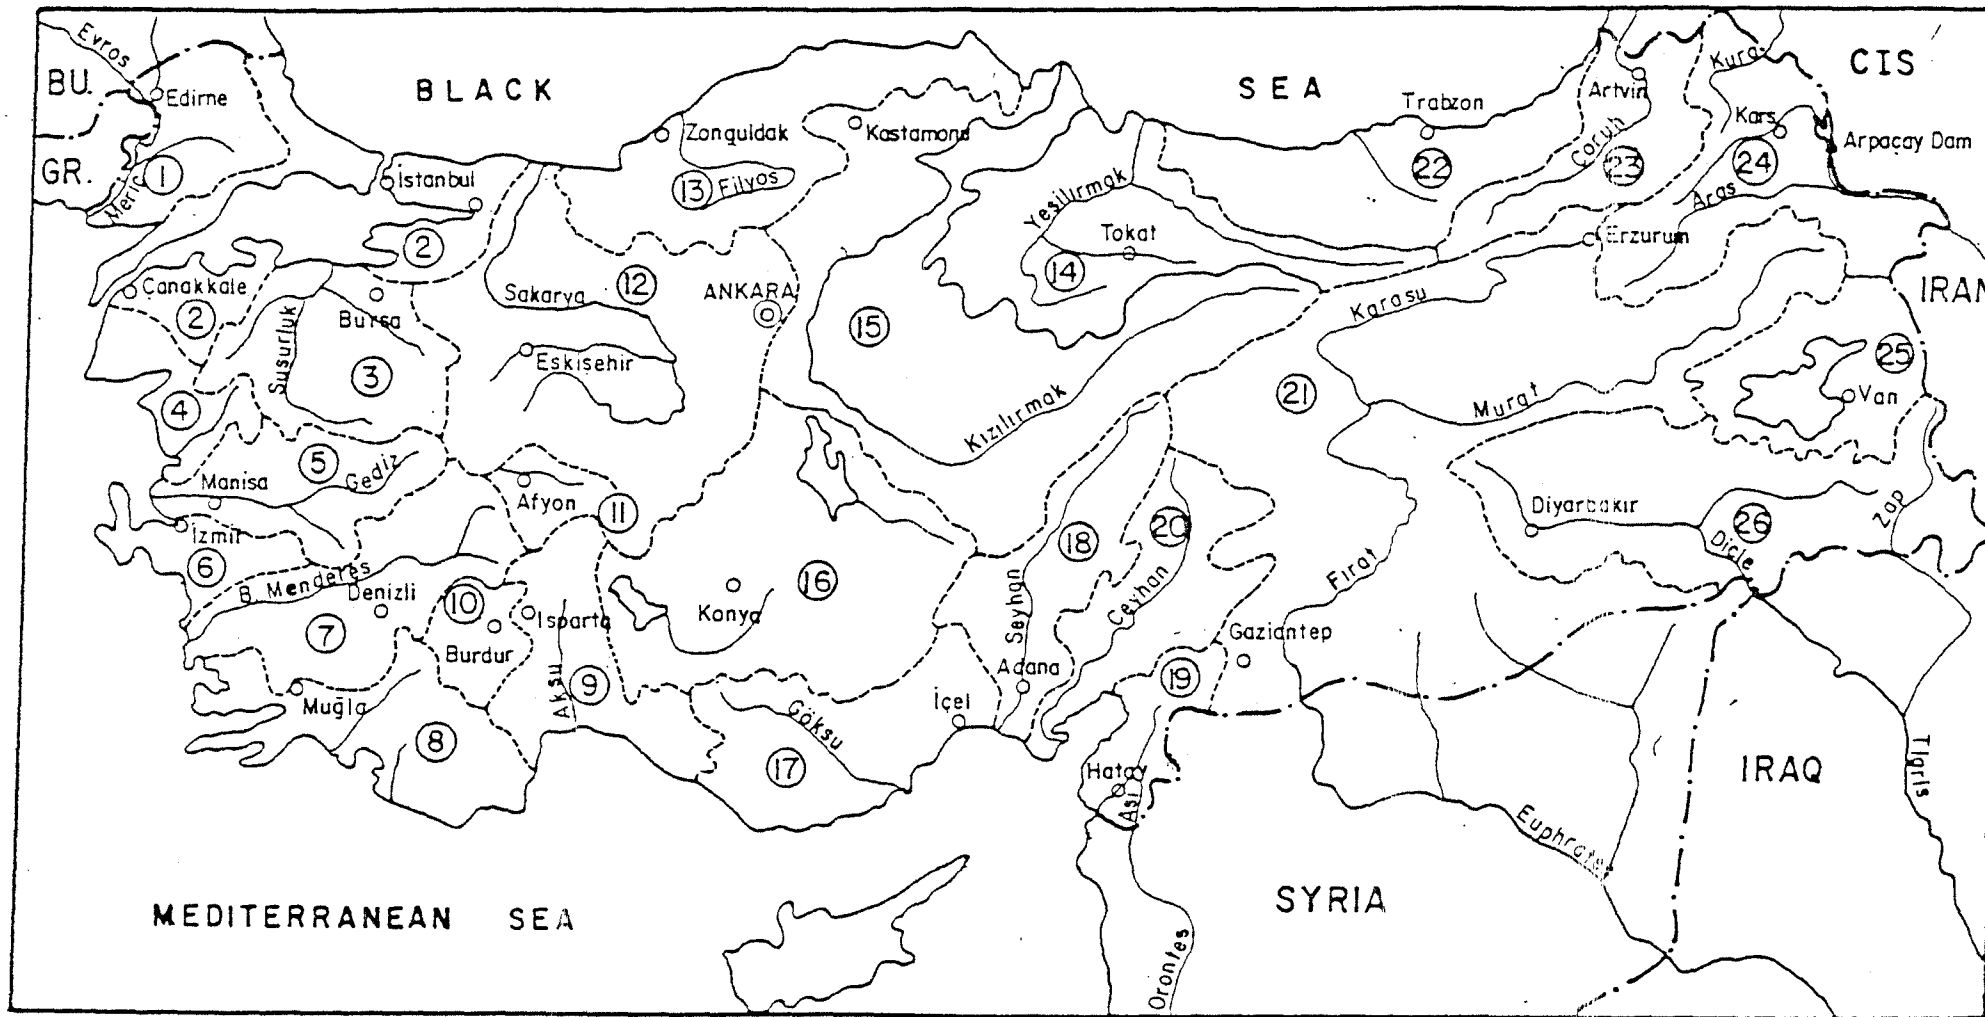 Evros
BU.
Edirne
GR.
Meriç
1
BLACK SEA
CIS
Kura
Artvin
Kars
Arpaçay Dam
Trabzon
Çoruh
22
23
24
Aras
Zonguldak
Kastamonu
İstanbul
13
Filyos
Yeşilırmak
Tokat
14
Erzurum
2
Çanakkale
2
Bursa
Susurluk
3
12
Sakarya
ANKARA
Eskişehir
15
Karasu
IRAN
25
Van
4
5
Gediz
Manisa
İzmir
6
Afyon
11
Kızılırmak
21
Murat
Diyarbakır
26
Dicle
Zap
B. Menderes
Denizli
7
10
Burdur
Isparta
Aksu
9
Konya
16
18
20
Seyhan
Ceyhan
Adana
Fırat
Gaziantep
19
Muğla
8
Göksu
17
İçel
Hatay
Asi
IRAQ
Tigris
Euphrates
SYRIA
MEDITERRANEAN SEA
Orontes